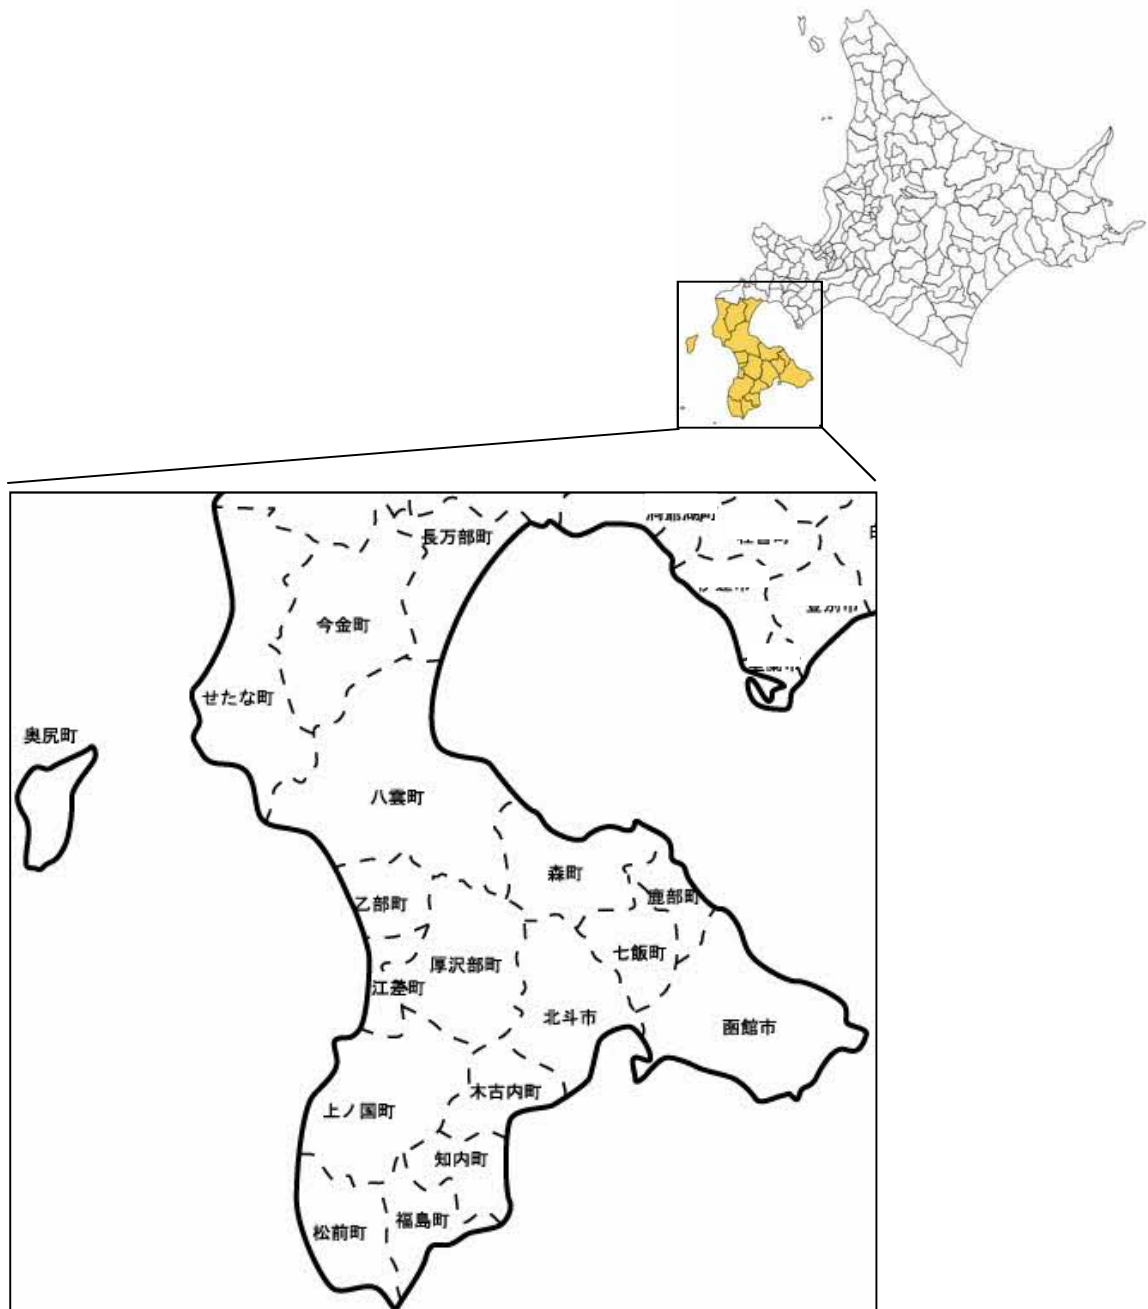 長万部町
今金町
せたな町
奥尻町
八雲町
森町
鹿部町
乙部町
七飯町
厚沢部町
江差町
北斗市
函館市
木古内町
上ノ国町
知内町
福島町
松前町